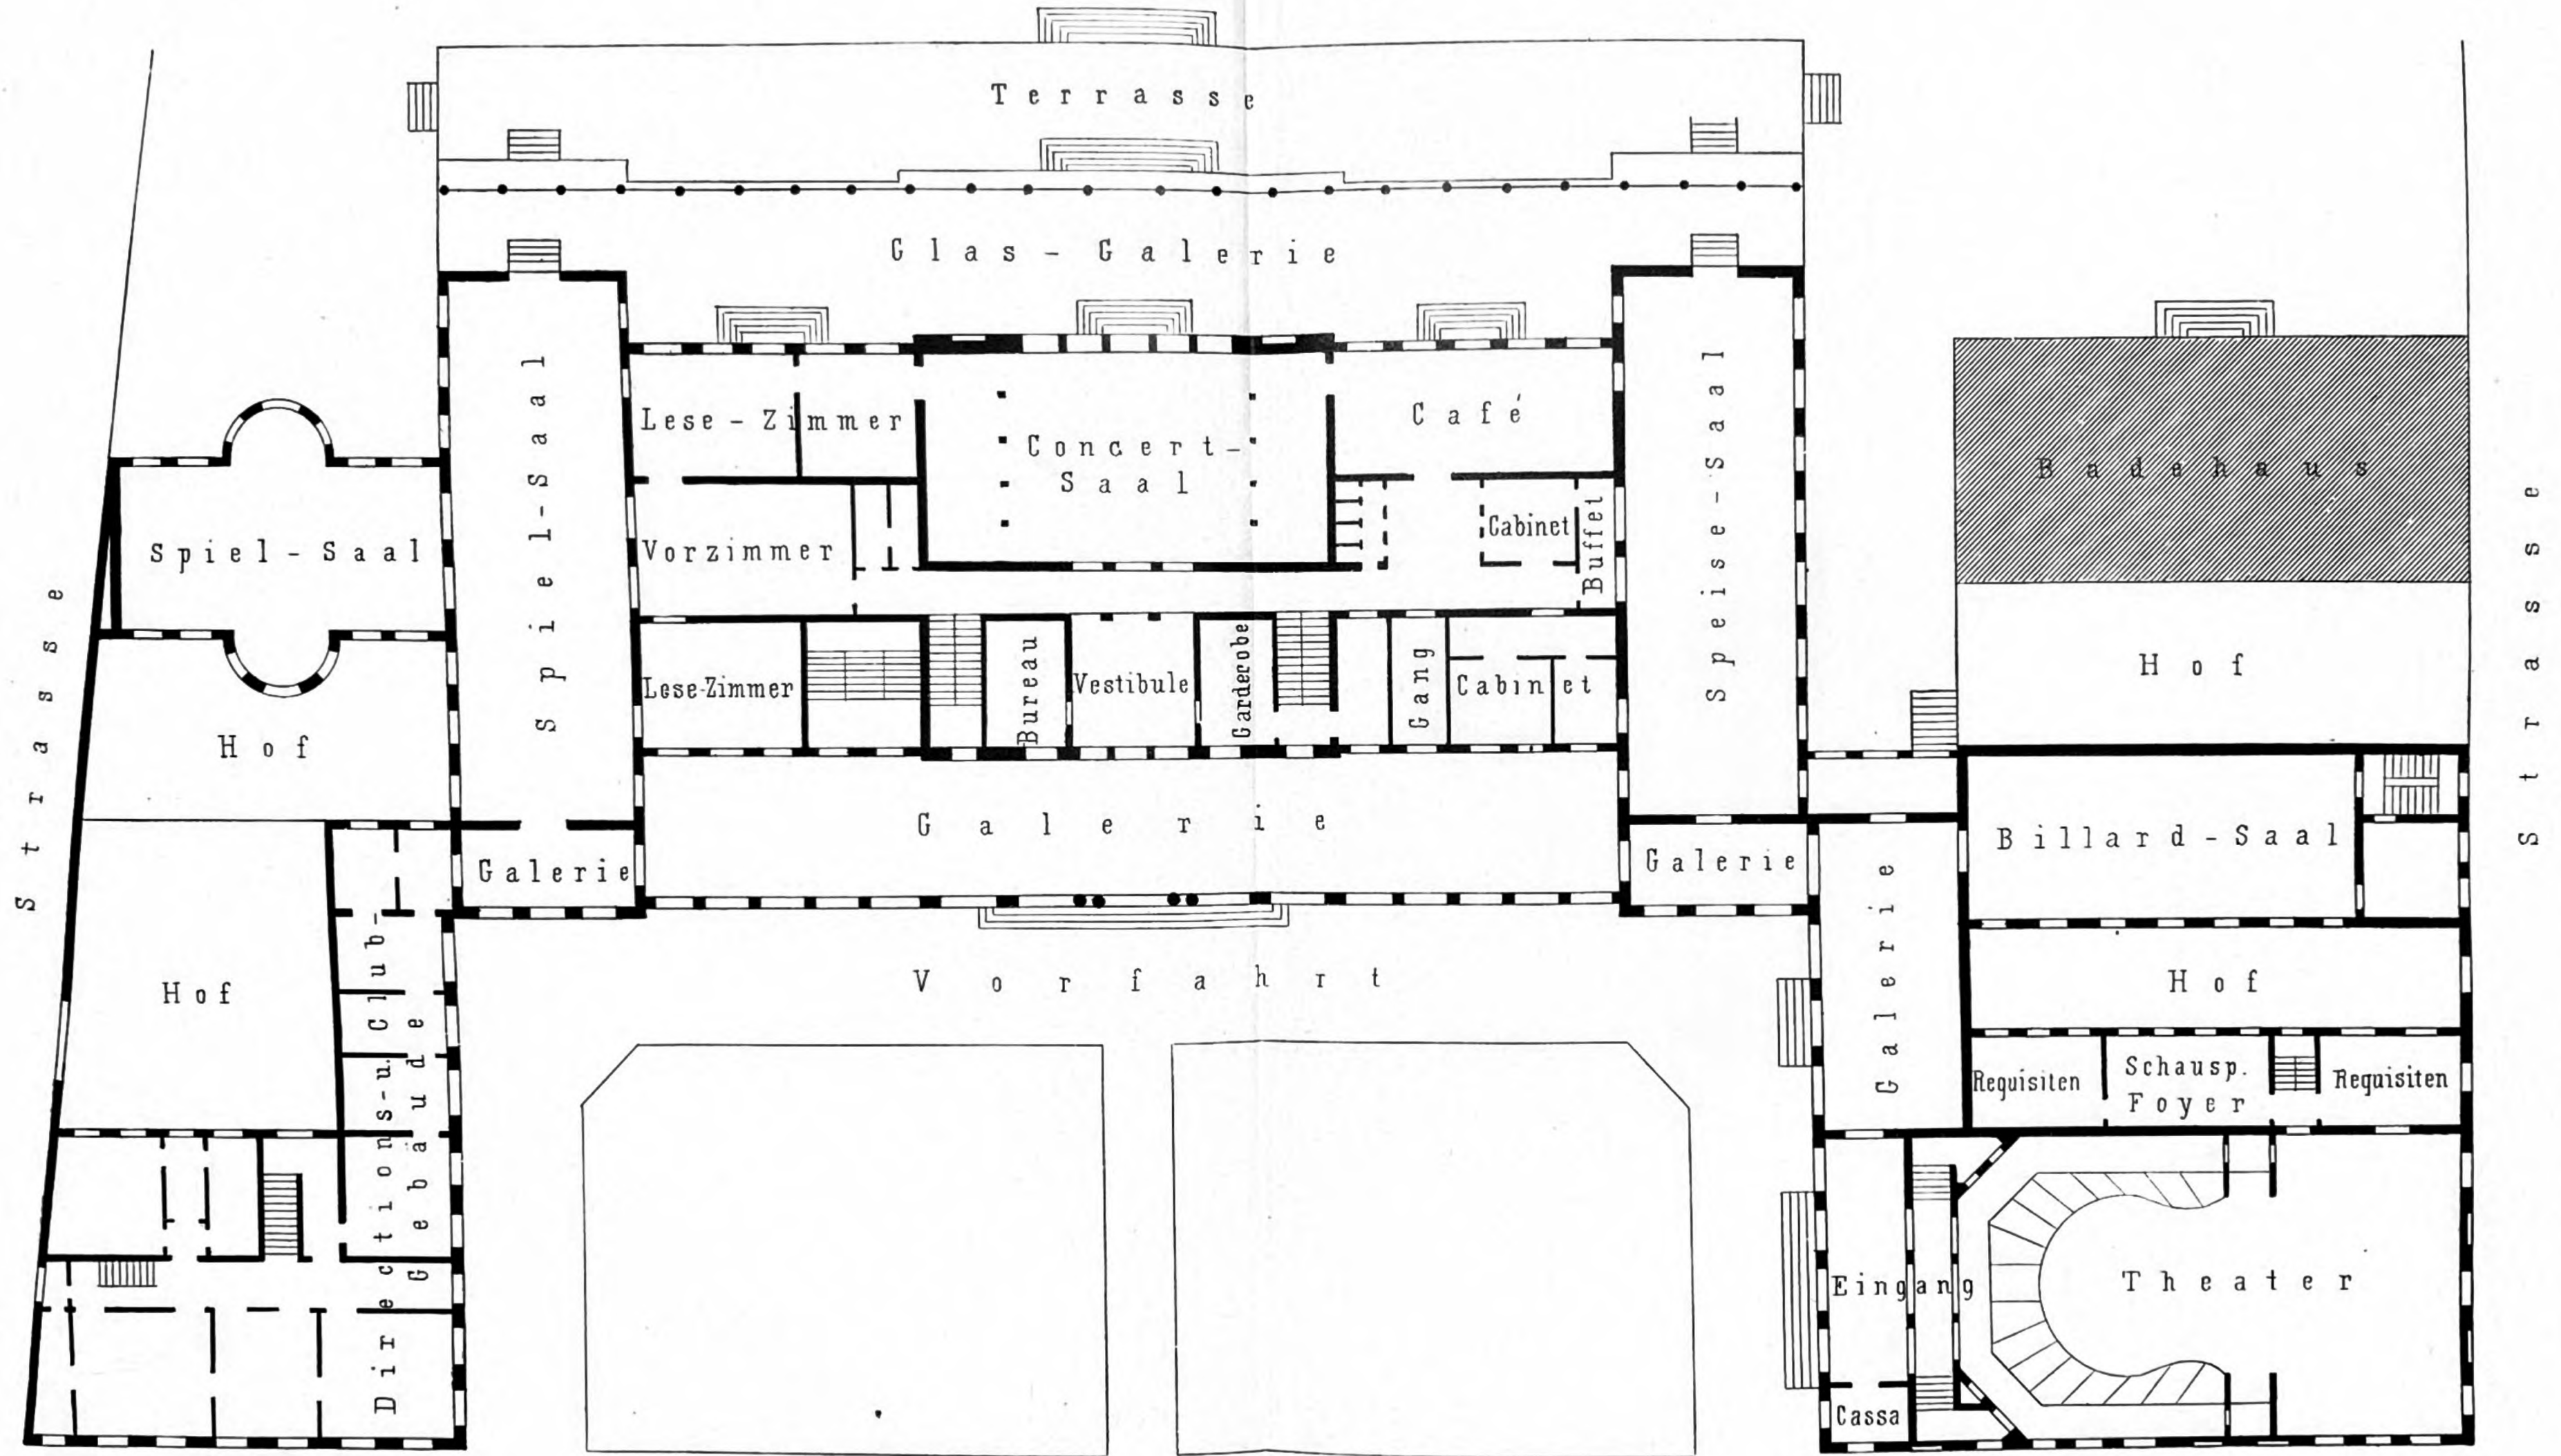 Terrasse
Glas-Galerie
Spiel-Saal
Lese-Zimmer
Concert-
Saal
Café
Speise-Saal
Badehaus
Spiel-Saal
Vorzimmer
Cabinet
Buffet
Strasse
Strasse
Lese-Zimmer
Bureau
Vestibule
Garderobe
Gang
Cabinet
Hof
Hof
Galerie
Galerie
Galerie
Billard-Saal
Galerie
Hof
Vorfahrt
Hof
Directions-u. Club-
Gebäude
Requisiten
Schausp.
Foyer
Requisiten
Eingang
Theater
Cassa